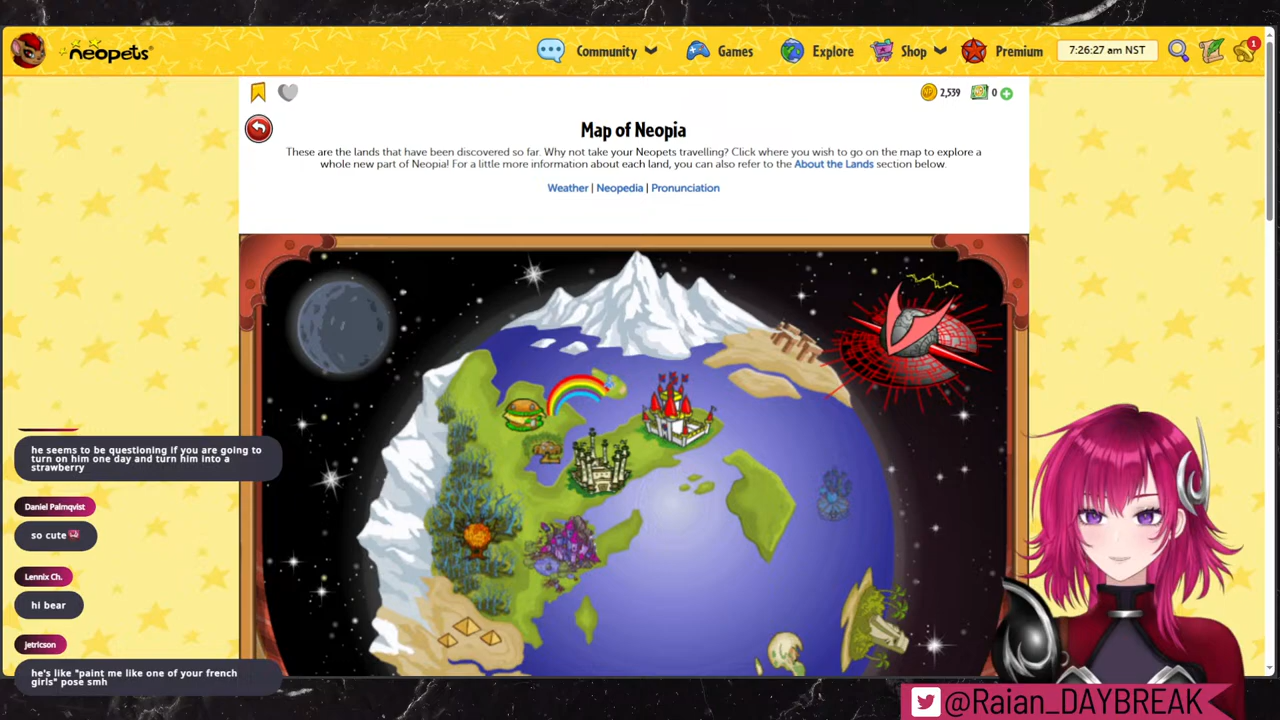 neopets
Community
Games
Explore
Shop
Premium
7:26:27 am NST
1
2,539
0
Map of Neopia
These are the lands that have been discovered so far. Why not take your Neopets travelling? Click where you wish to go on the map to explore a
whole new part of Neopia! For a little more information about each land, you can also refer to the About the Lands section below.
Weather | Neopedia | Pronunciation
he seems to be questioning if you are going to
turn on him one day and turn him into a
strawberry
Daniel Palmqvist
so cute
Lennix Ch.
hi bear
Jetricson
he's like *paint me like one of your french
girls* pose smh
@Raian_DAYBREAK